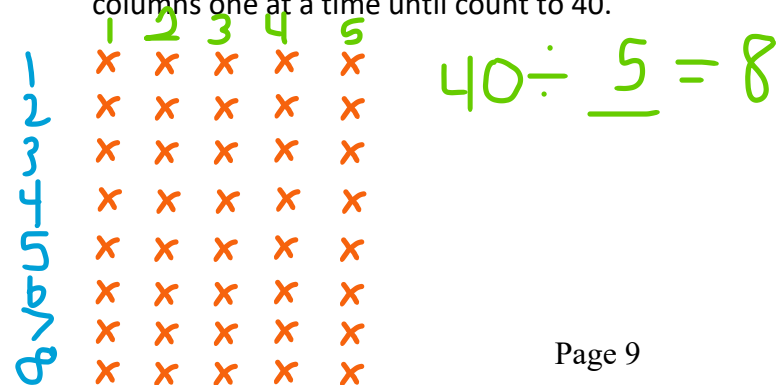 columns one at a time until count to 40.
1 2 3 4 5
1 x x x x x
2 x x x x x
3 x x x x x
4 x x x x x
5 x x x x x
6 x x x x x
7 x x x x x
8 x x x x x
40 ÷ 5 = 8
Page 9